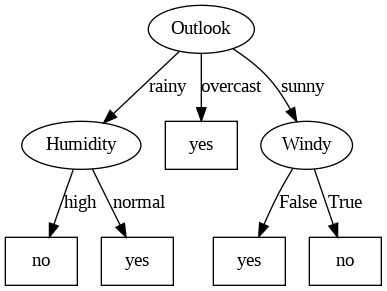 Outlook
rainy overcast sunny
Humidity yes Windy
high normal False True
no yes yes no